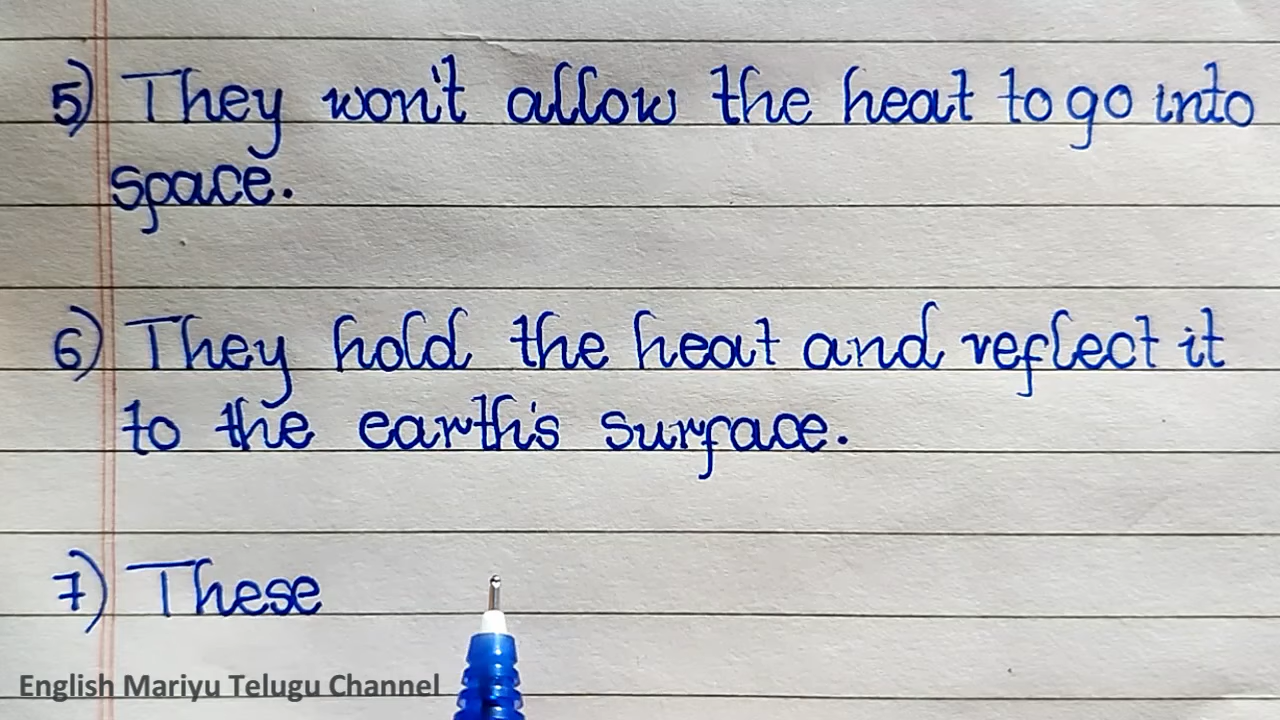 5) They won't allow the heat to go into
space.
6) They hold the heat and reflect it
to the earth's surface.
7) These
English Mariyu Telugu Channel